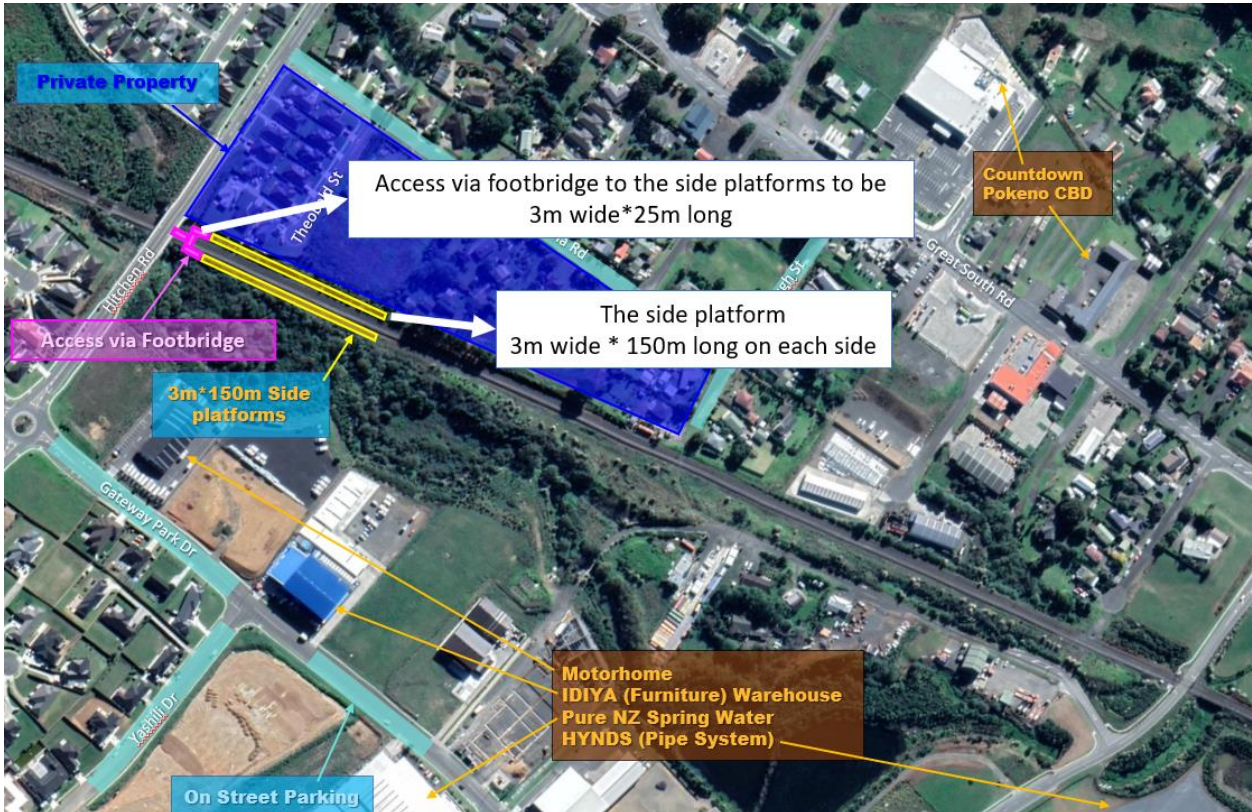 Private Property
Access via footbridge to the side platforms to be
3m wide*25m long
Theobald St
Countdown
Pokeno CBD
Great South Rd
Hitchen Rd
The side platform
3m wide * 150m long on each side
Access via Footbridge
3m*150m Side
platforms
Gateway Park Dr
Motorhome
IDIYA (Furniture) Warehouse
Pure NZ Spring Water
HYNDS (Pipe System)
Yashili Dr
On Street Parking